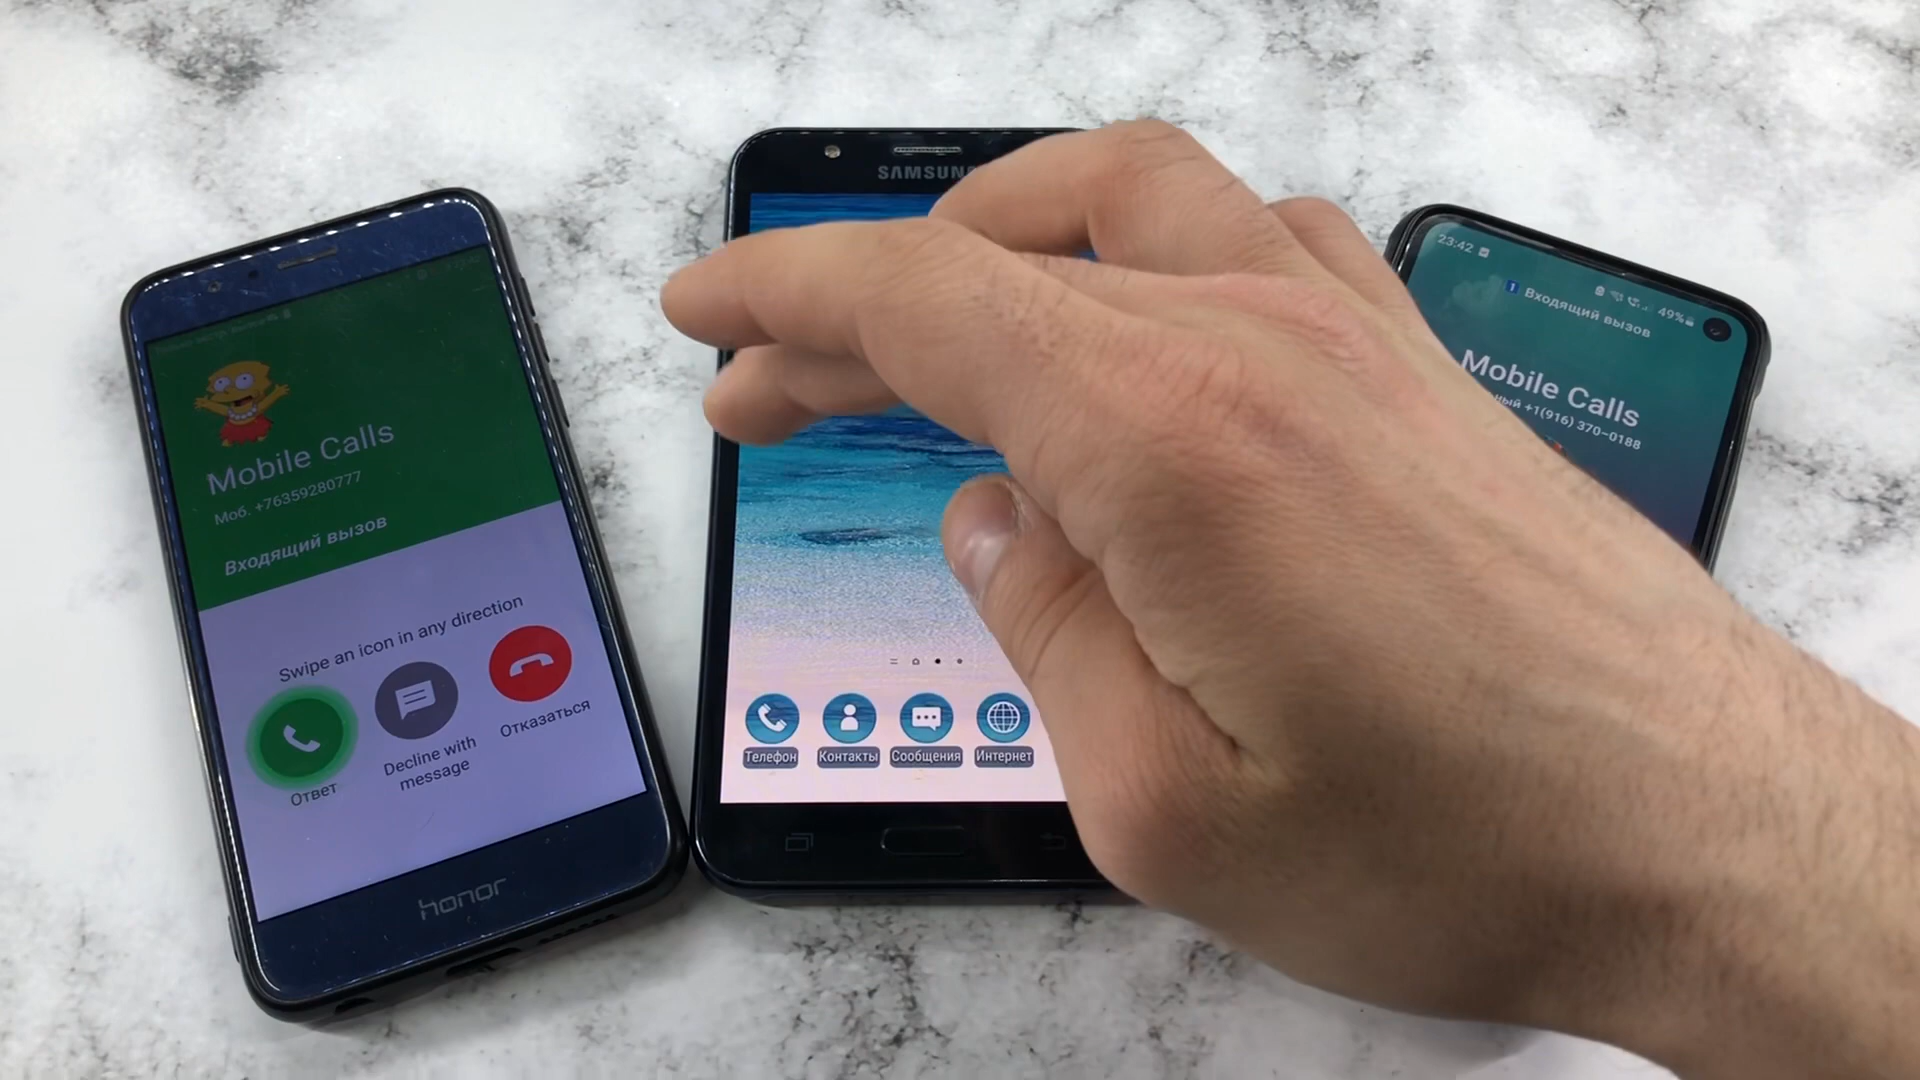 Mobile Calls
Моб. +76359280777
Входящий вызов
Swipe an icon in any direction
Ответ
Decline with
message
Отказаться
honor
Телефон
Контакты
Сообщения
Интернет
23:42
49%
1 Входящий вызов
Mobile Calls
+1(916) 370-0188